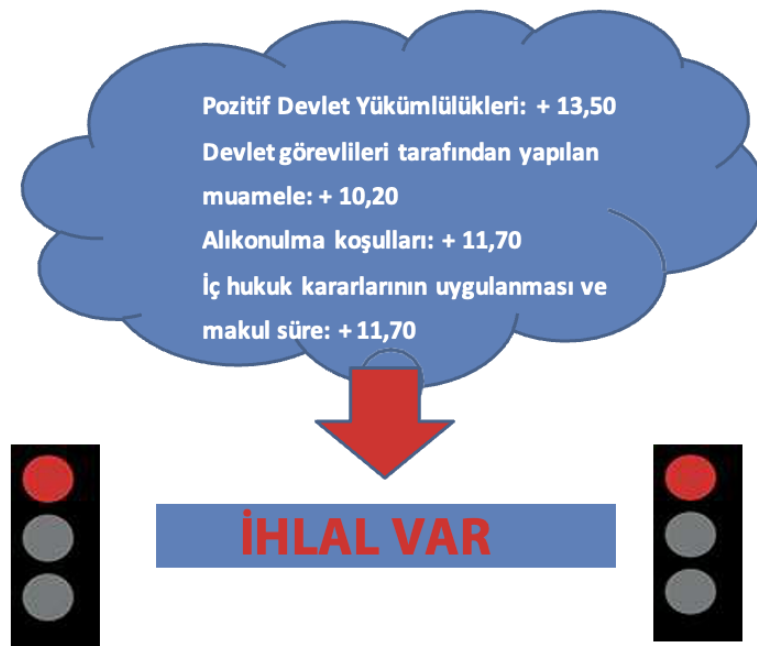 Pozitif Devlet Yükümlülükleri: + 13,50
Devlet görevlileri tarafından yapılan
muamele: + 10,20
Alıkonulma koşulları: + 11,70
İç hukuk kararlarının uygulanması ve
makul süre: + 11,70
İHLAL VAR